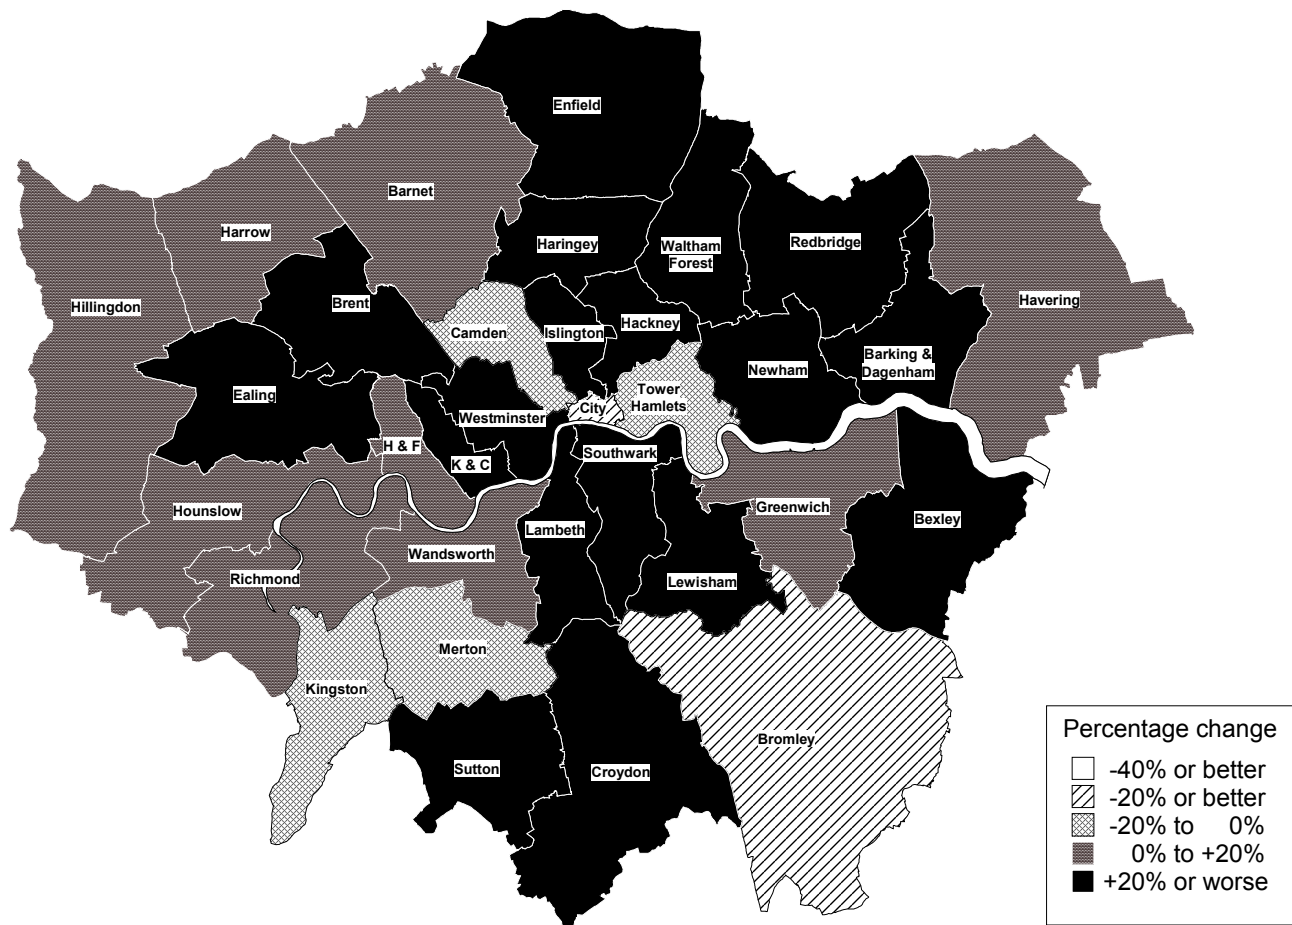 Enfield
Barnet
Harrow
Haringey
Waltham
Forest
Redbridge
Hillingdon
Brent
Camden
Islington
Hackney
Havering
Ealing
Newham
Barking &
Dagenham
Tower
Hamlets
City
Westminster
H & F
K & C
Southwark
Hounslow
Greenwich
Bexley
Lambeth
Wandsworth
Richmond
Lewisham
Merton
Kingston
Bromley
Sutton
Croydon
Percentage change
-40% or better
-20% or better
-20% to 0%
0% to +20%
+20% or worse